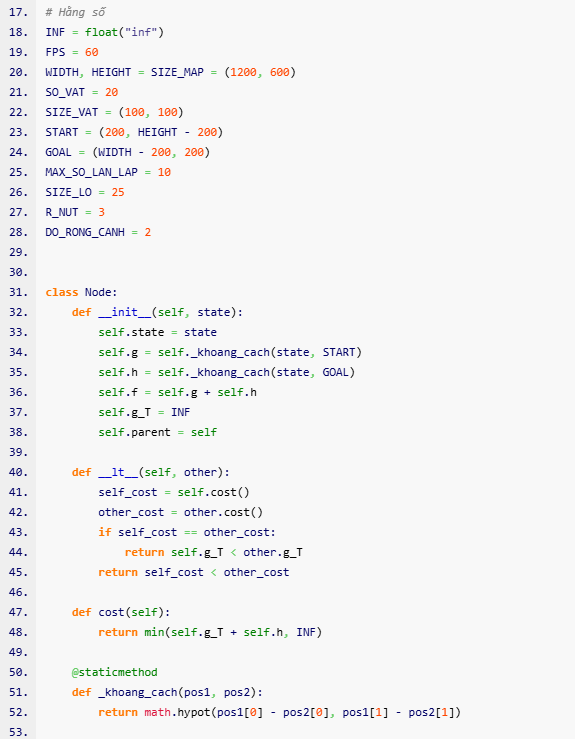 17. # Hằng số
18. INF = float("inf")
19. FPS = 60
20. WIDTH, HEIGHT = SIZE_MAP = (1200, 600)
21. SO_VAT = 20
22. SIZE_VAT = (100, 100)
23. START = (200, HEIGHT - 200)
24. GOAL = (WIDTH - 200, 200)
25. MAX_SO_LAN_LAP = 10
26. SIZE_LO = 25
27. R_NUT = 3
28. DO_RONG_CANH = 2
29.
30.
31. class Node:
32.     def __init__(self, state):
33.         self.state = state
34.         self.g = self._khoang_cach(state, START)
35.         self.h = self._khoang_cach(state, GOAL)
36.         self.f = self.g + self.h
37.         self.g_T = INF
38.         self.parent = self
39.
40.     def __lt__(self, other):
41.         self_cost = self.cost()
42.         other_cost = other.cost()
43.         if self_cost == other_cost:
44.             return self.g_T < other.g_T
45.         return self_cost < other_cost
46.
47.     def cost(self):
48.         return min(self.g_T + self.h, INF)
49.
50.     @staticmethod
51.     def _khoang_cach(pos1, pos2):
52.         return math.hypot(pos1[0] - pos2[0], pos1[1] - pos2[1])
53.